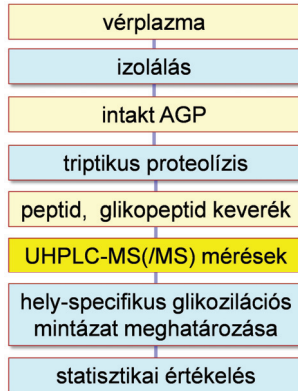 vérplazma
izolálás
intakt AGP
triptikus proteolízis
peptid, glikopeptid keverék
UHPLC-MS(/MS) mérések
hely-specifikus glikozilációs
mintázat meghatározása
statisztikai értékelés